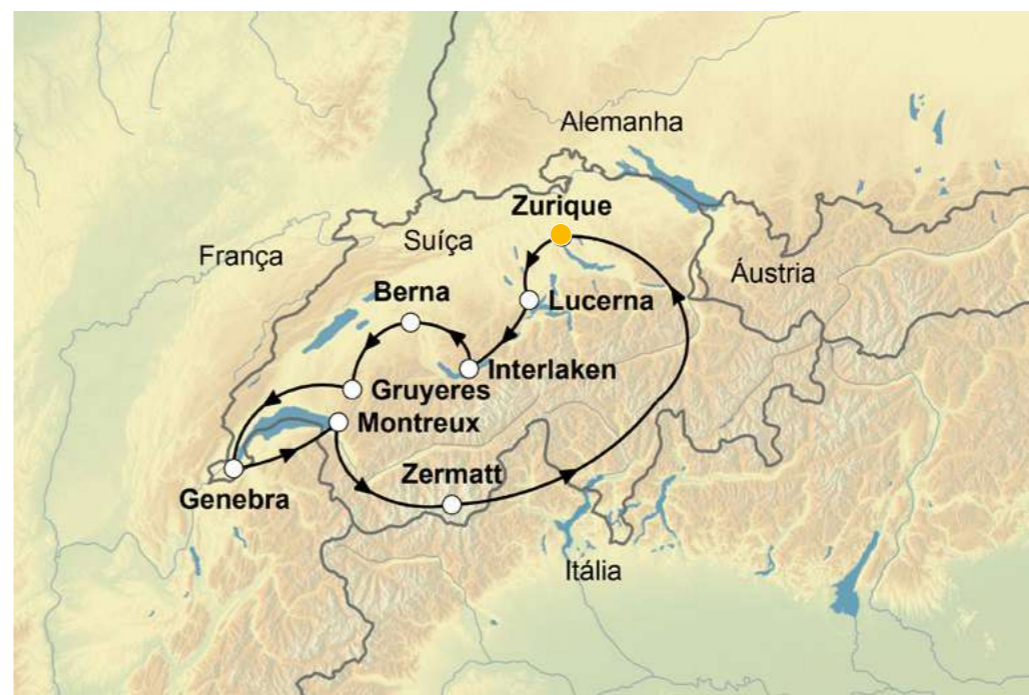 Alemanha
Zurique
Suíça
França
Áustria
Berna
Lucerna
Interlaken
Gruyeres
Montreux
Zermatt
Genebra
Itália